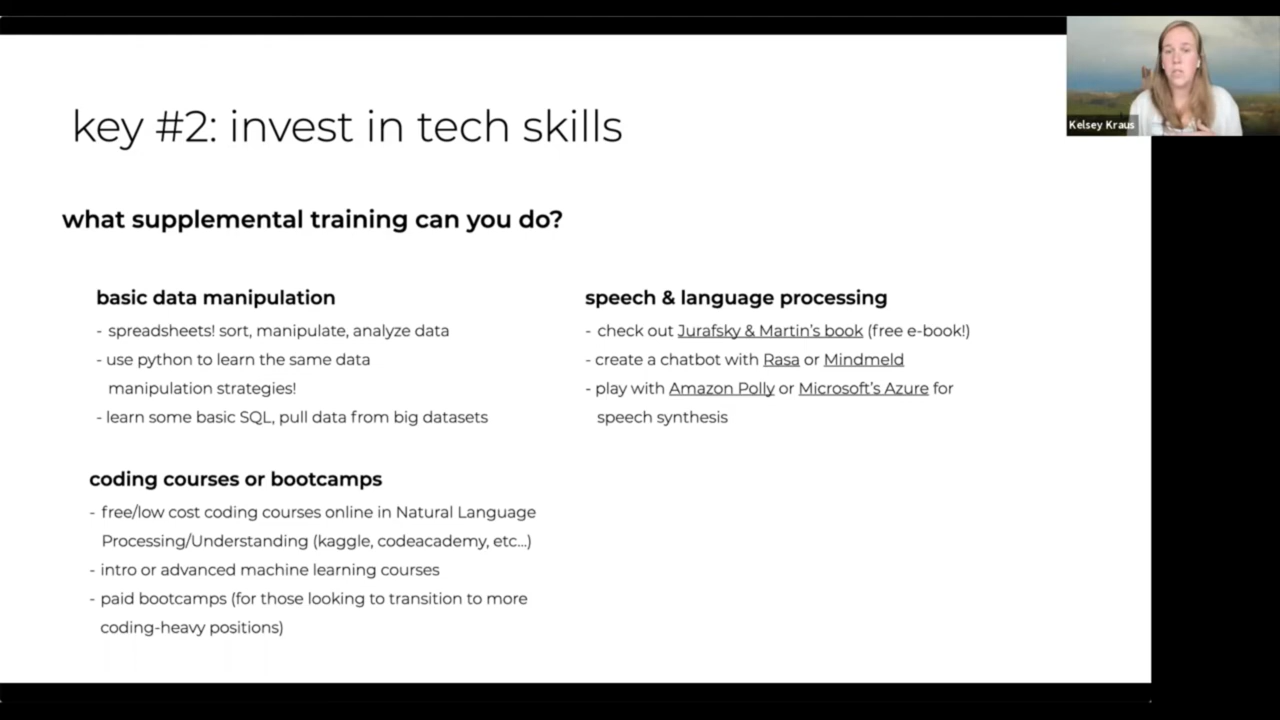 Kelsey Kraus
key #2: invest in tech skills
what supplemental training can you do?
basic data manipulation
- spreadsheets! sort, manipulate, analyze data
- use python to learn the same data
manipulation strategies!
- learn some basic SQL, pull data from big datasets
speech & language processing
- check out Jurafsky & Martin's book (free e-book!)
- create a chatbot with Rasa or Mindmeld
- play with Amazon Polly or Microsoft's Azure for
speech synthesis
coding courses or bootcamps
- free/low cost coding courses online in Natural Language
Processing/Understanding (kaggle, codeacademy, etc...)
- intro or advanced machine learning courses
- paid bootcamps (for those looking to transition to more
coding-heavy positions)